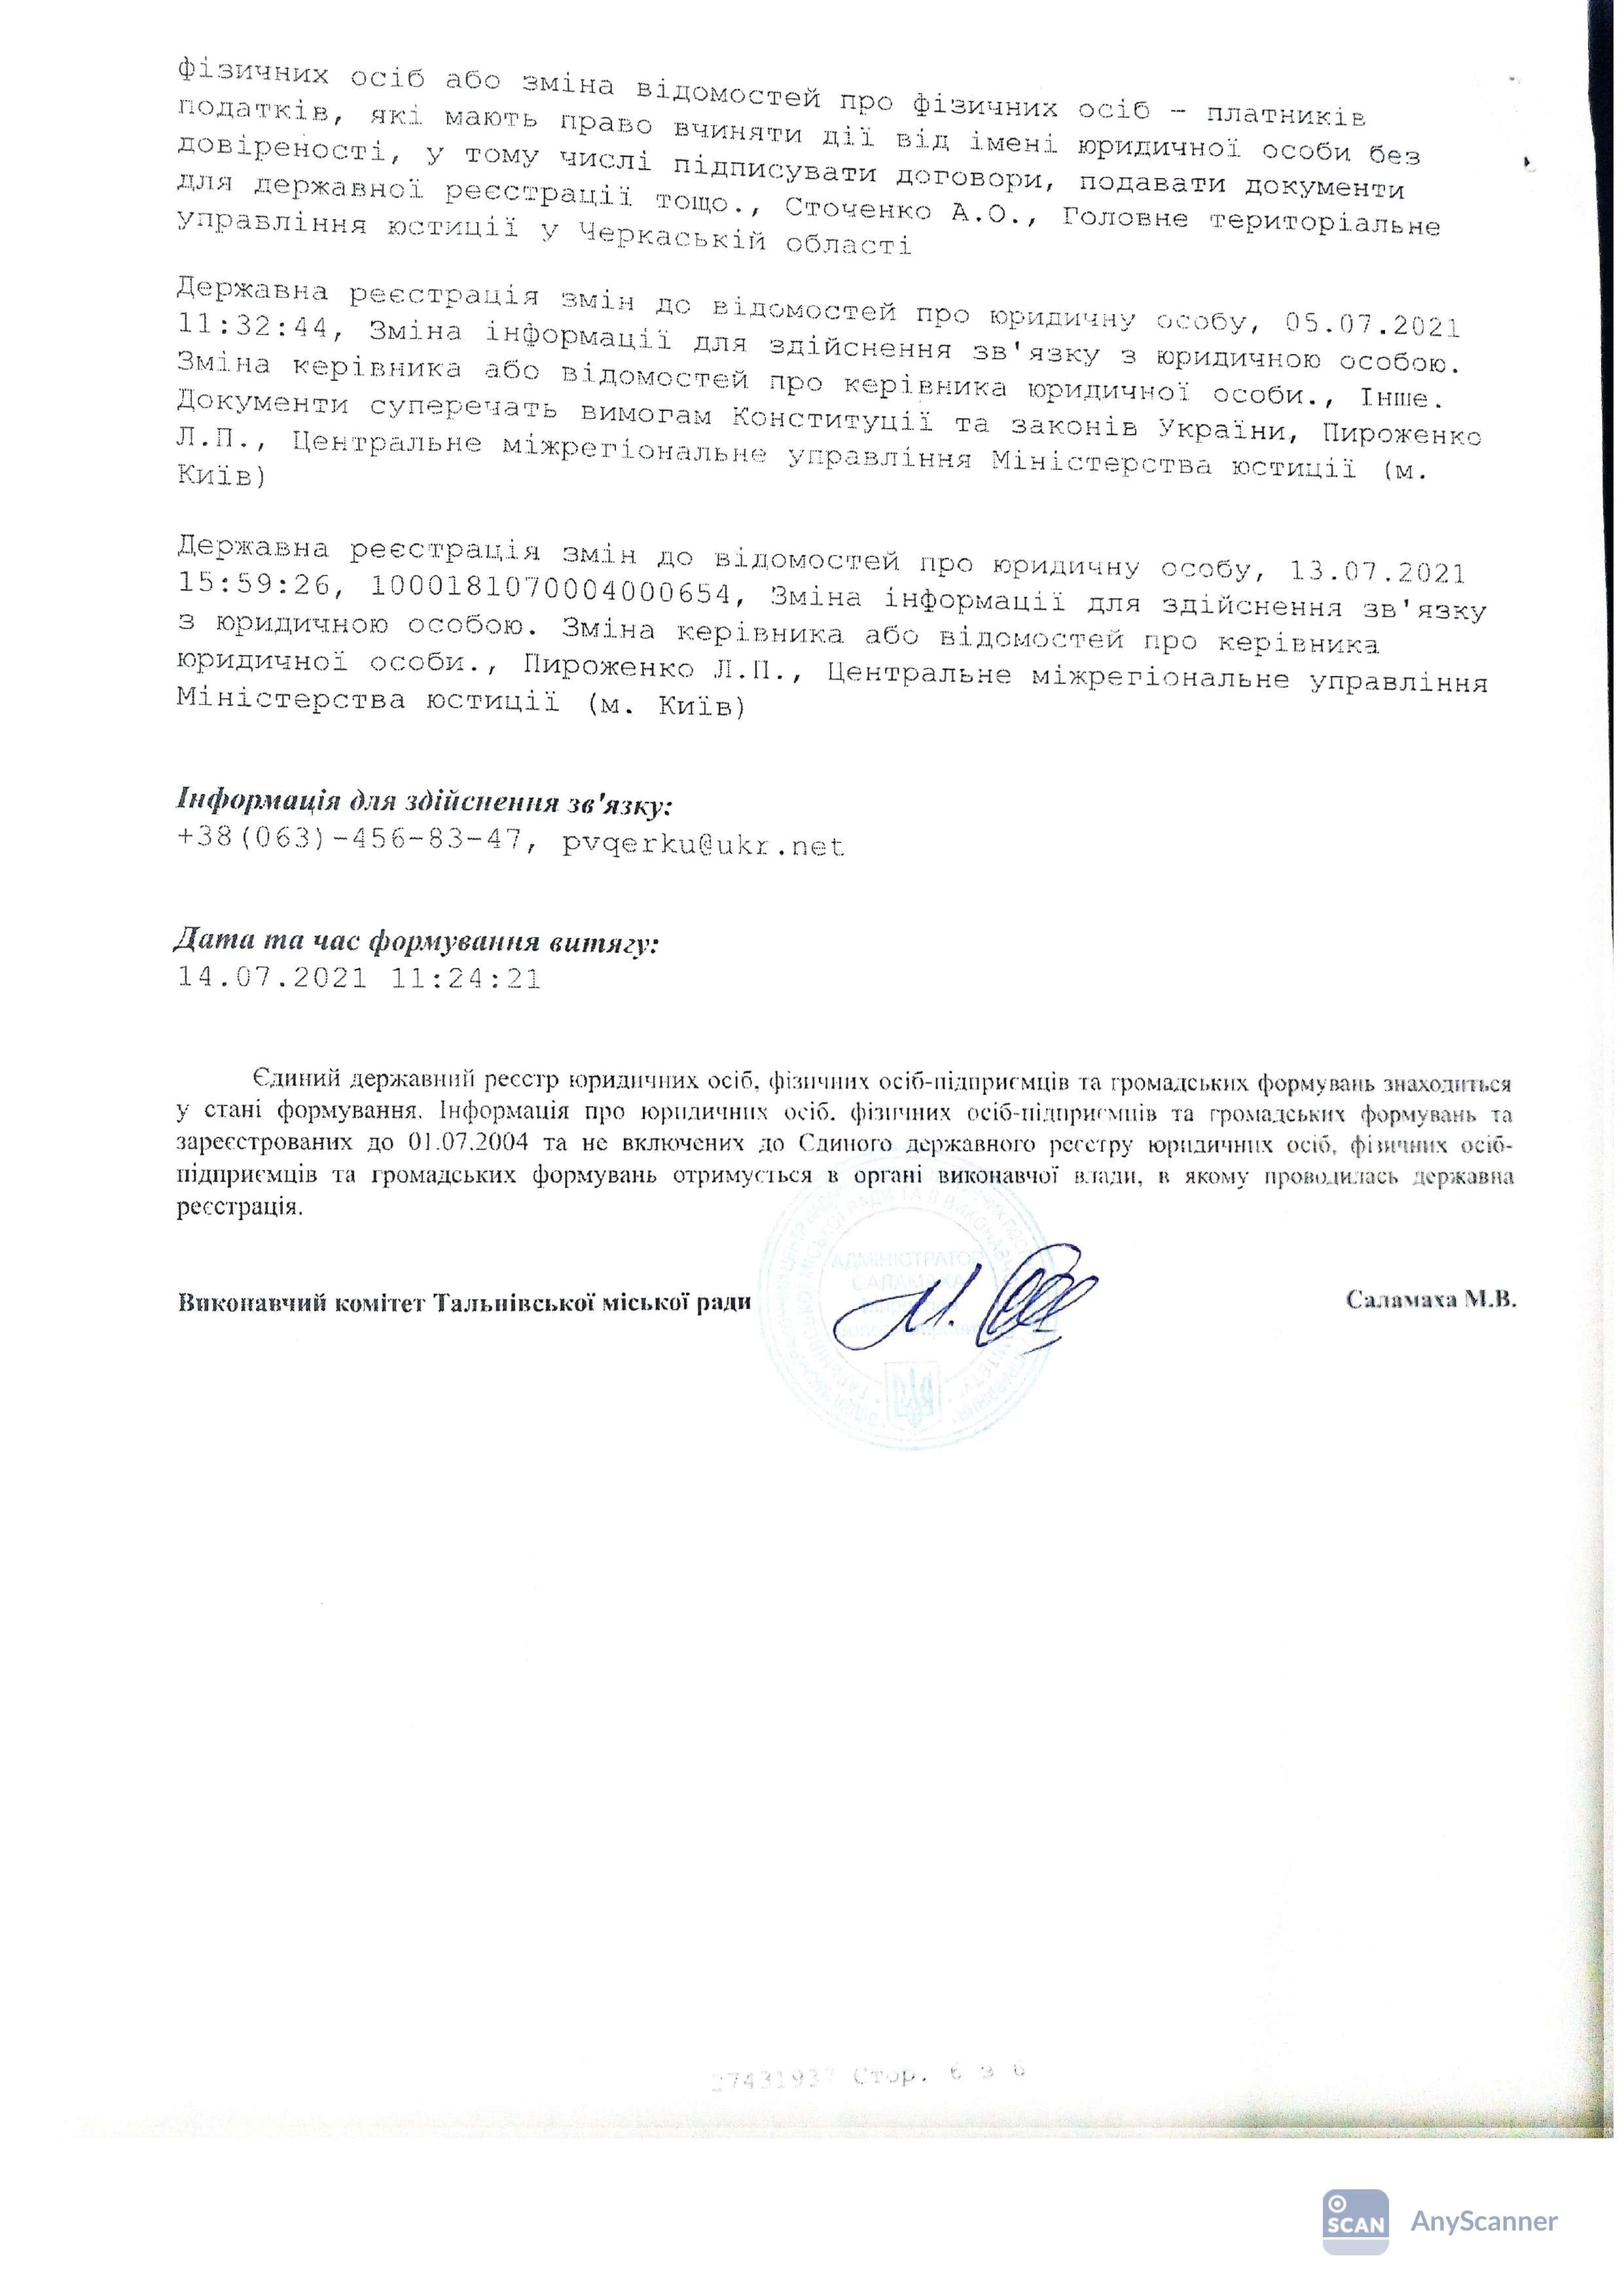 фізичних осіб або зміна відомостей про фізичних осіб – платників
податків, які мають право вчиняти дії від імені юридичної особи без
довіреності, у тому числі підписувати договори, подавати документи
для державної реєстрації тощо., Сточенко А.О., Головне територіальне
управління юстиції у Черкаській області
Державна реєстрація змін до відомостей про юридичну особу, 05.07.2021
11:32:44, Зміна інформації для здійснення зв'язку з юридичною особою.
Зміна керівника або відомостей про керівника юридичної особи., Інше.
Документи суперечать вимогам Конституції та законів України, Пироженко
Л.П., Центральне міжрегіональне управління Міністерства юстиції (м.
Київ)
Державна реєстрація змін до відомостей про юридичну особу, 13.07.2021
15:59:26, 1000181070004000654, Зміна інформації для здійснення зв'язку
з юридичною особою. Зміна керівника або відомостей про керівника
юридичної особи., Пироженко Л.П., Центральне міжрегіональне управління
Міністерства юстиції (м. Київ)
Інформація для здійснення зв'язку:
+38(063)-456-83-47, pvqerku@ukr.net
Дата та час формування витягу:
14.07.2021 11:24:21
Єдиний державний реєстр юридичних осіб, фізичних осіб-підприємців та громадських формувань знаходиться
у стані формування. Інформація про юридичних осіб, фізичних осіб-підприємців та громадських формувань та
зареєстрованих до 01.07.2004 та не включених до Єдиного державного реєстру юридичних осіб, фізичних осіб-
підприємців та громадських формувань отримується в органі виконавчої влади, в якому проводилась державна
реєстрація.
АДМІНІСТРАТОР
САЛАМАХА
Виконавчий комітет Тальнівської міської ради
Саламаха М.В.
Стор. 6 з 6
SCAN AnyScanner